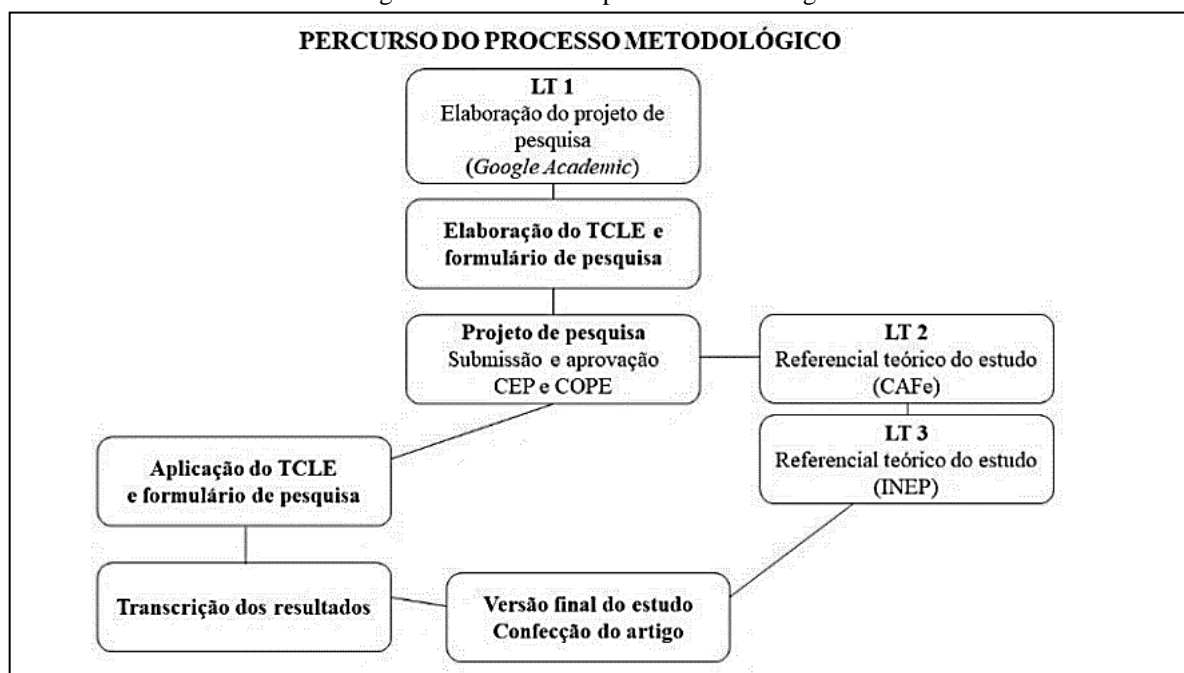 PERCURSO DO PROCESSO METODOLÓGICO
LT 1
Elaboração do projeto de
pesquisa
(Google Academic)
Elaboração do TCLE e
formulário de pesquisa
Projeto de pesquisa
Submissão e aprovação
CEP e COPE
LT 2
Referencial teórico do estudo
(CAFe)
LT 3
Referencial teórico do estudo
(INEP)
Aplicação do TCLE
e formulário de pesquisa
Transcrição dos resultados
Versão final do estudo
Confecção do artigo